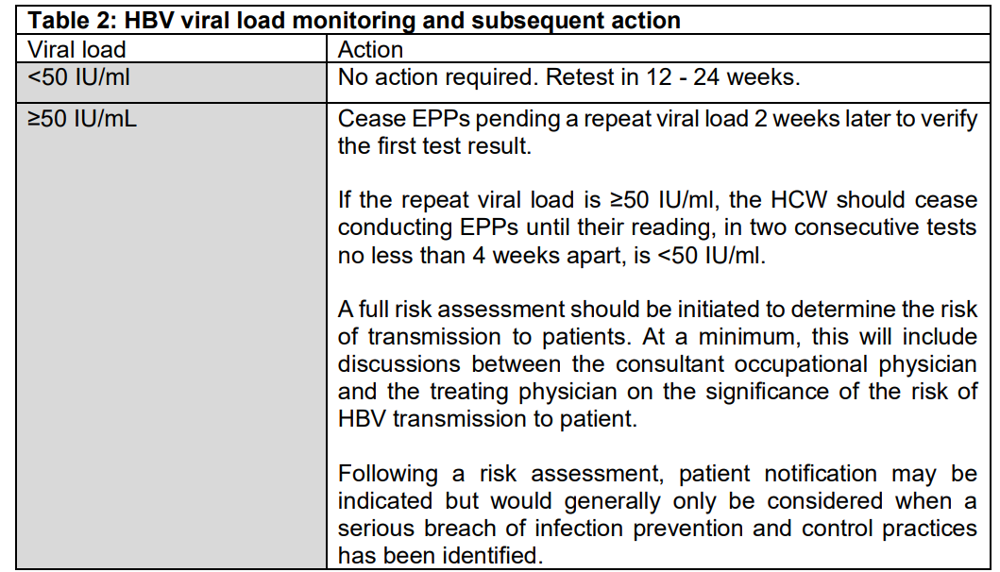 Table 2: HBV viral load monitoring and subsequent action
Viral load
Action
<50 IU/ml
No action required. Retest in 12 - 24 weeks.
≥50 IU/mL
Cease EPPs pending a repeat viral load 2 weeks later to verify
the first test result.
If the repeat viral load is ≥50 IU/ml, the HCW should cease
conducting EPPs until their reading, in two consecutive tests
no less than 4 weeks apart, is <50 IU/ml.
A full risk assessment should be initiated to determine the risk
of transmission to patients. At a minimum, this will include
discussions between the consultant occupational physician
and the treating physician on the significance of the risk of
HBV transmission to patient.
Following a risk assessment, patient notification may be
indicated but would generally only be considered when a
serious breach of infection prevention and control practices
has been identified.